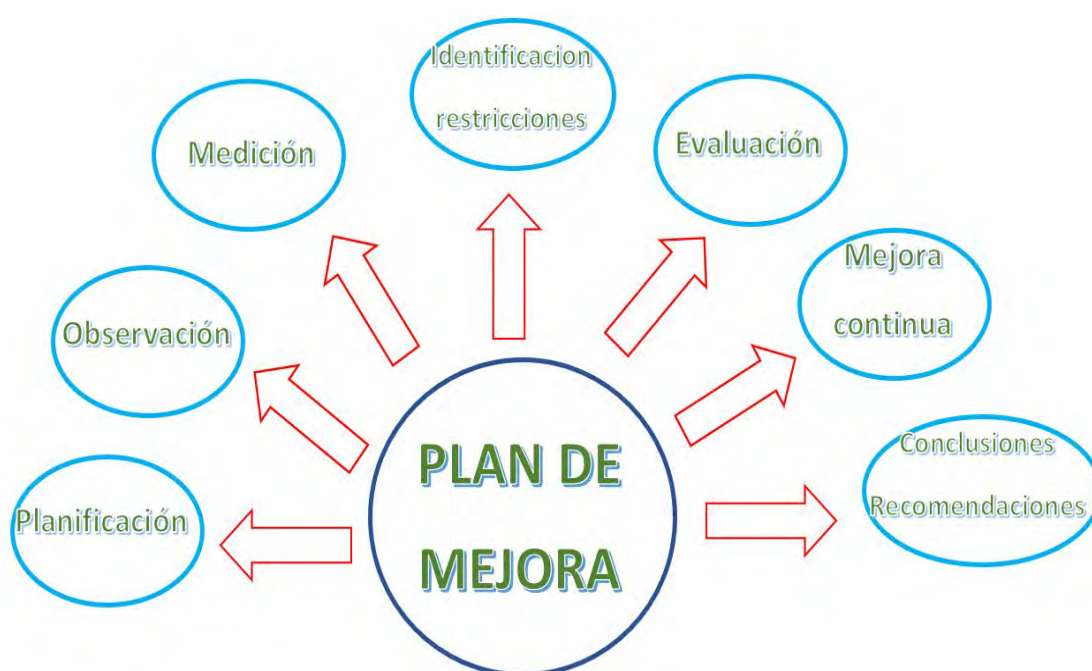 Identificacion
restricciones
Medición
Evaluación
Mejora
continua
Observación
Conclusiones
Recomendaciones
Planificación
PLAN DE
MEJORA